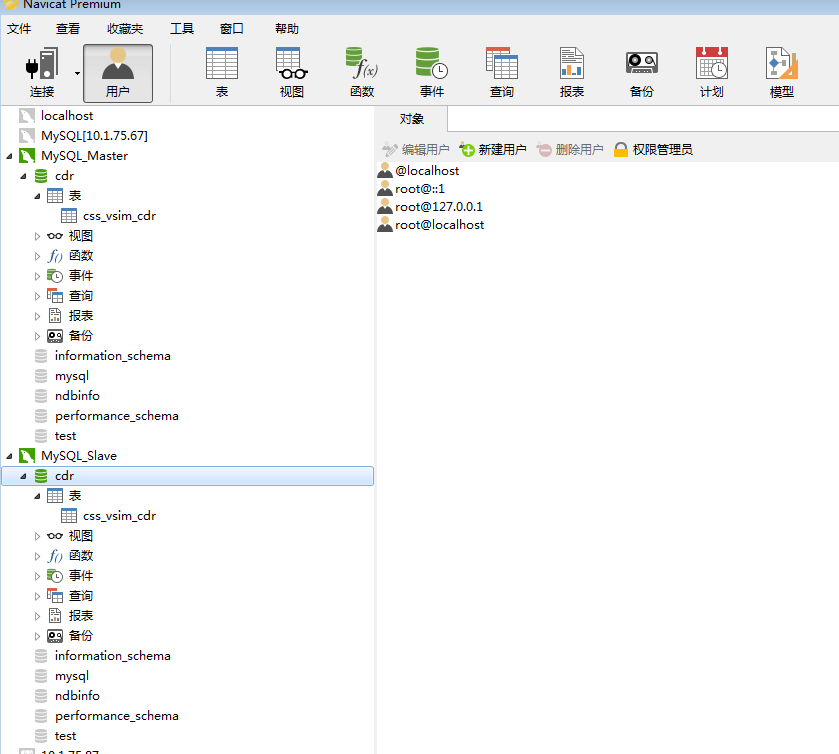 Navicat Premium
文件 查看 收藏夹 工具 窗口 帮助
连接 用户 表 视图 函数 事件 查询 报表 备份 计划 模型
对象
编辑用户 新建用户 删除用户 权限管理员
@localhost
root@::1
root@127.0.0.1
root@localhost
localhost
MySQL[10.1.75.67]
MySQL_Master
cdr
表
css_vsim_cdr
视图
函数
事件
查询
报表
备份
information_schema
mysql
ndbinfo
performance_schema
test
MySQL_Slave
cdr
表
css_vsim_cdr
视图
函数
事件
查询
报表
备份
information_schema
mysql
ndbinfo
performance_schema
test